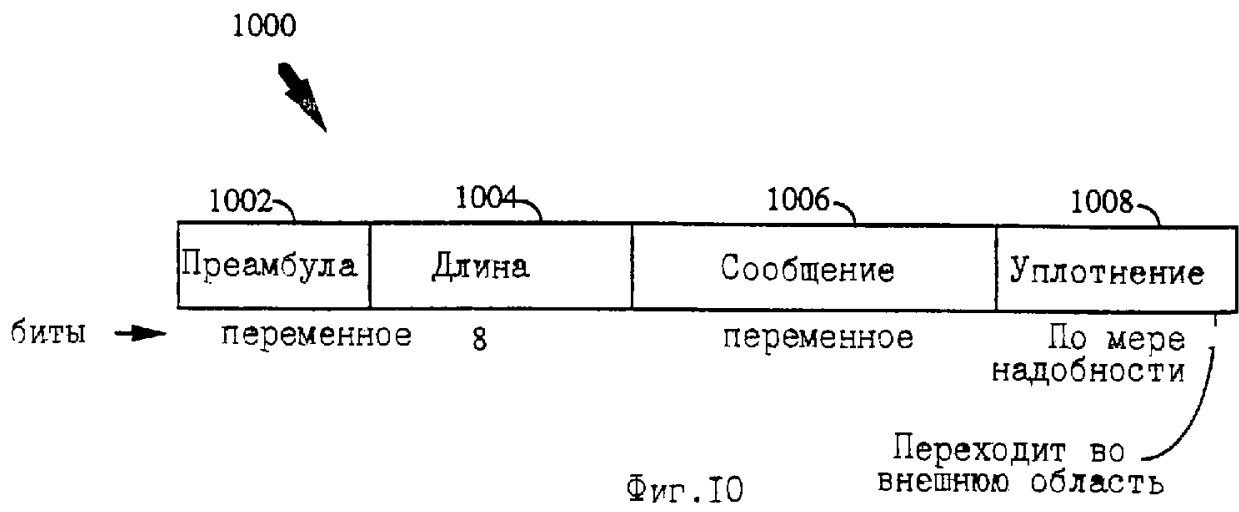 1000
1002 1004 1006 1008
Преамбула Длина Сообщение Уплотнение
биты переменное 8 переменное По мере
надобности
Переходит во
внешнюю область
Фиг.IO